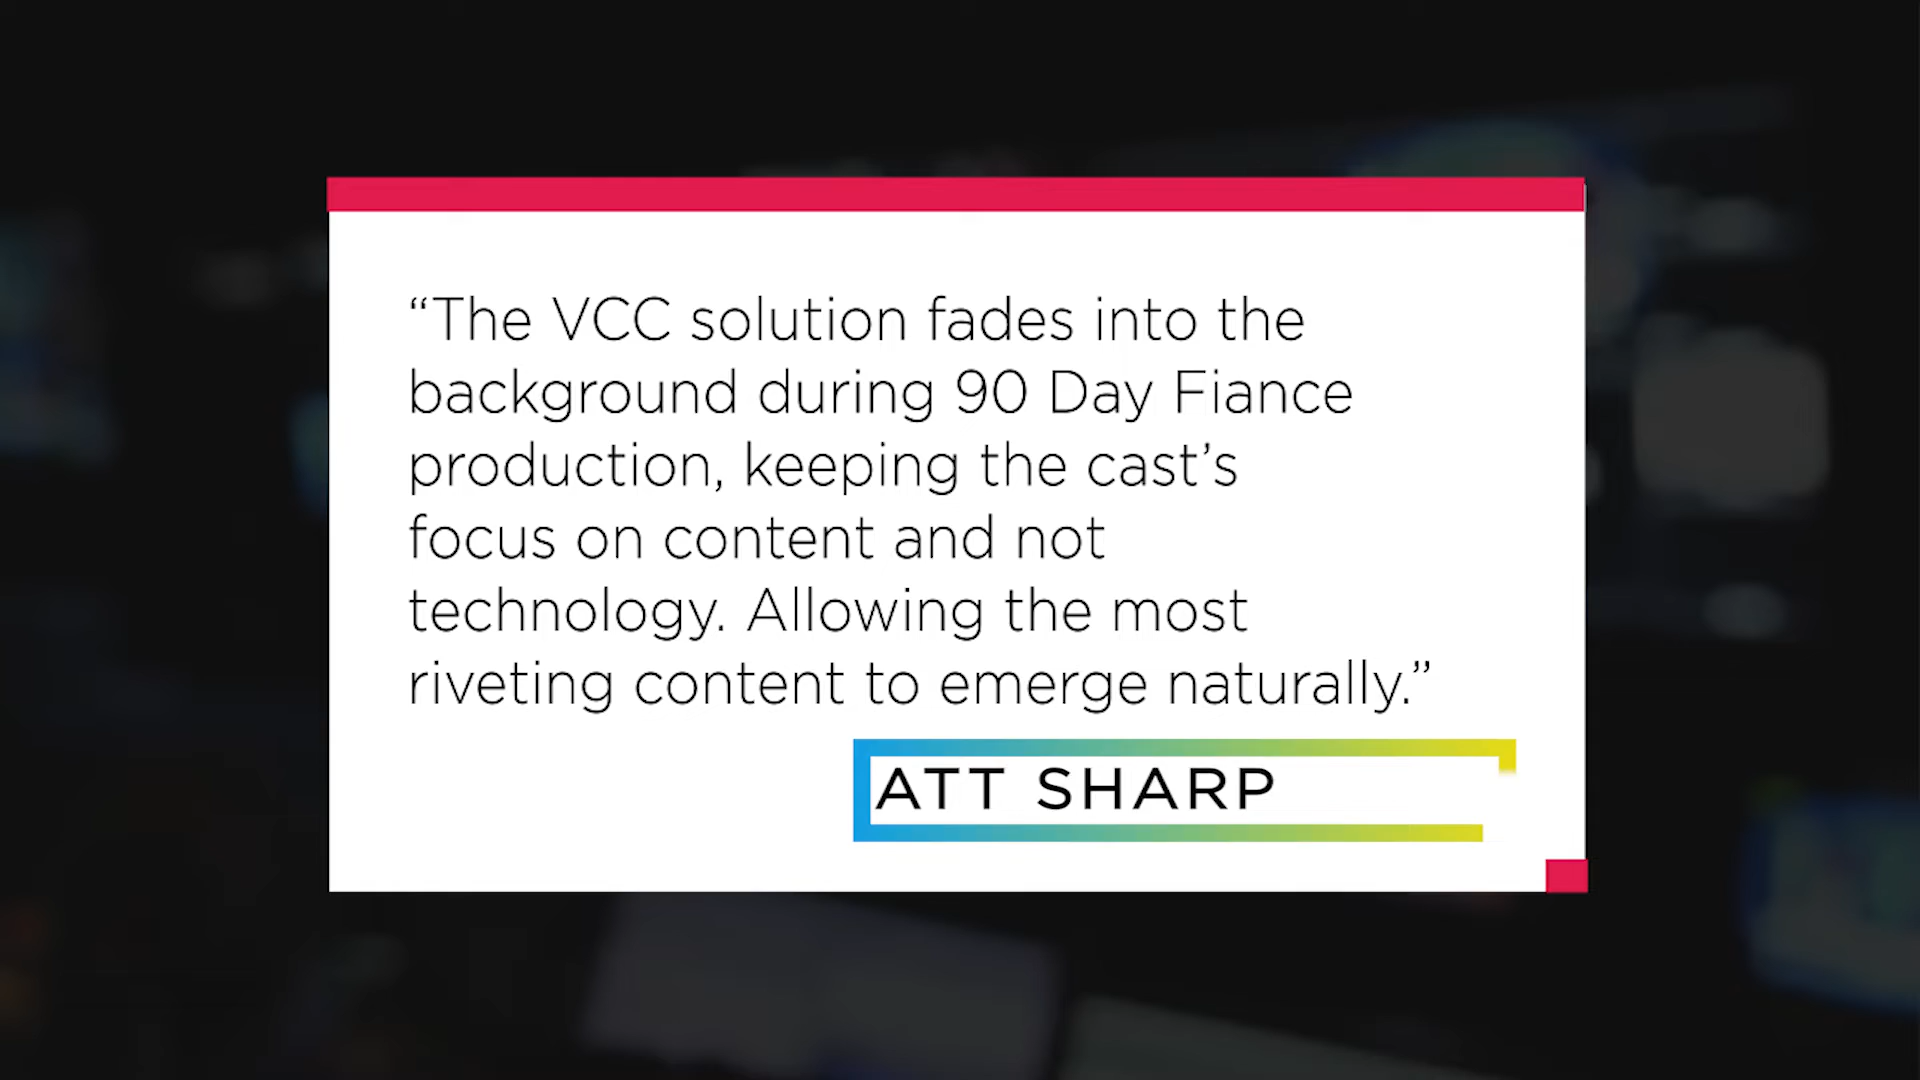 “The VCC solution fades into the
background during 90 Day Fiance
production, keeping the cast’s
focus on content and not
technology. Allowing the most
riveting content to emerge naturally.”
ATT SHARP